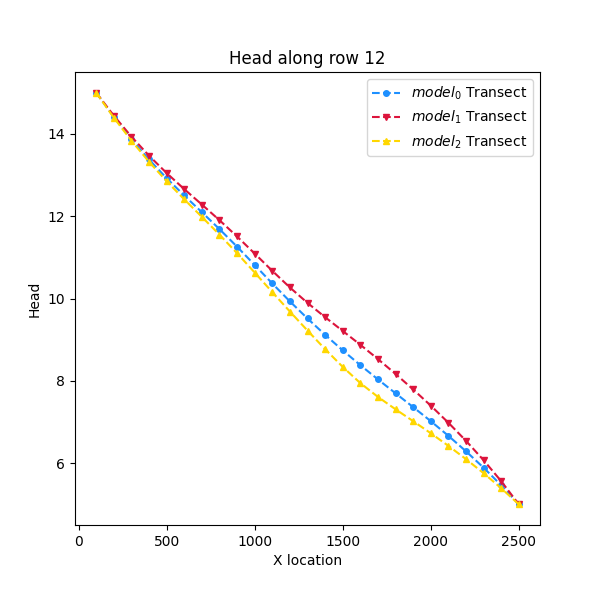 Head along row 12
model0 Transect
model1 Transect
model2 Transect
14
12
10
8
6
Head
0 500 1000 1500 2000 2500
X location